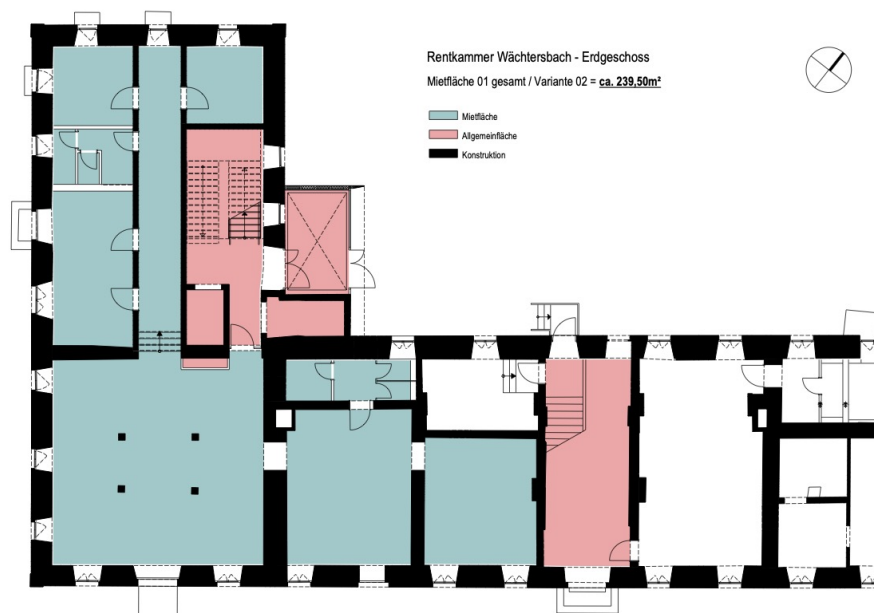 Rentkammer Wächtersbach - Erdgeschoss
Mietfläche 01 gesamt / Variante 02 = ca. 239,50m²
Mietfläche
Allgemeinfläche
Konstruktion